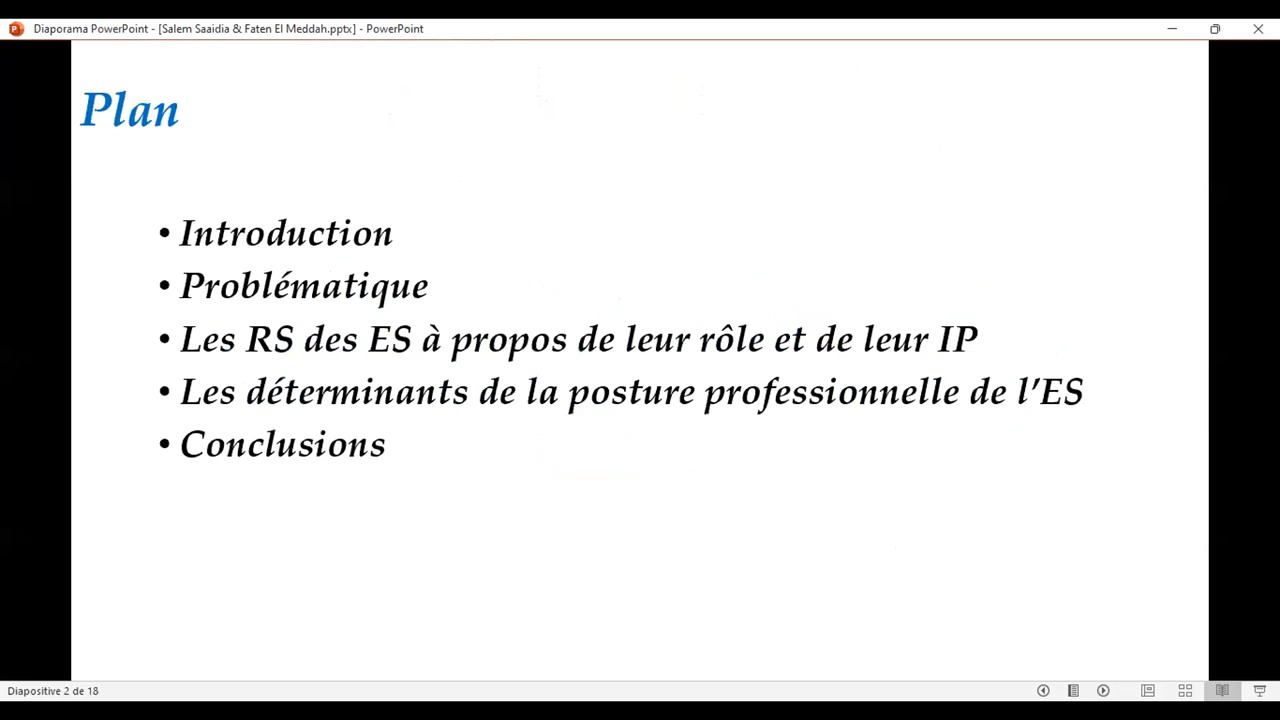 Diaporama PowerPoint - [Salem Saaidia & Faten El Meddah.pptx] - PowerPoint
Plan
• Introduction
• Problématique
• Les RS des ES à propos de leur rôle et de leur IP
• Les déterminants de la posture professionnelle de l’ES
• Conclusions
Diapositive 2 de 18